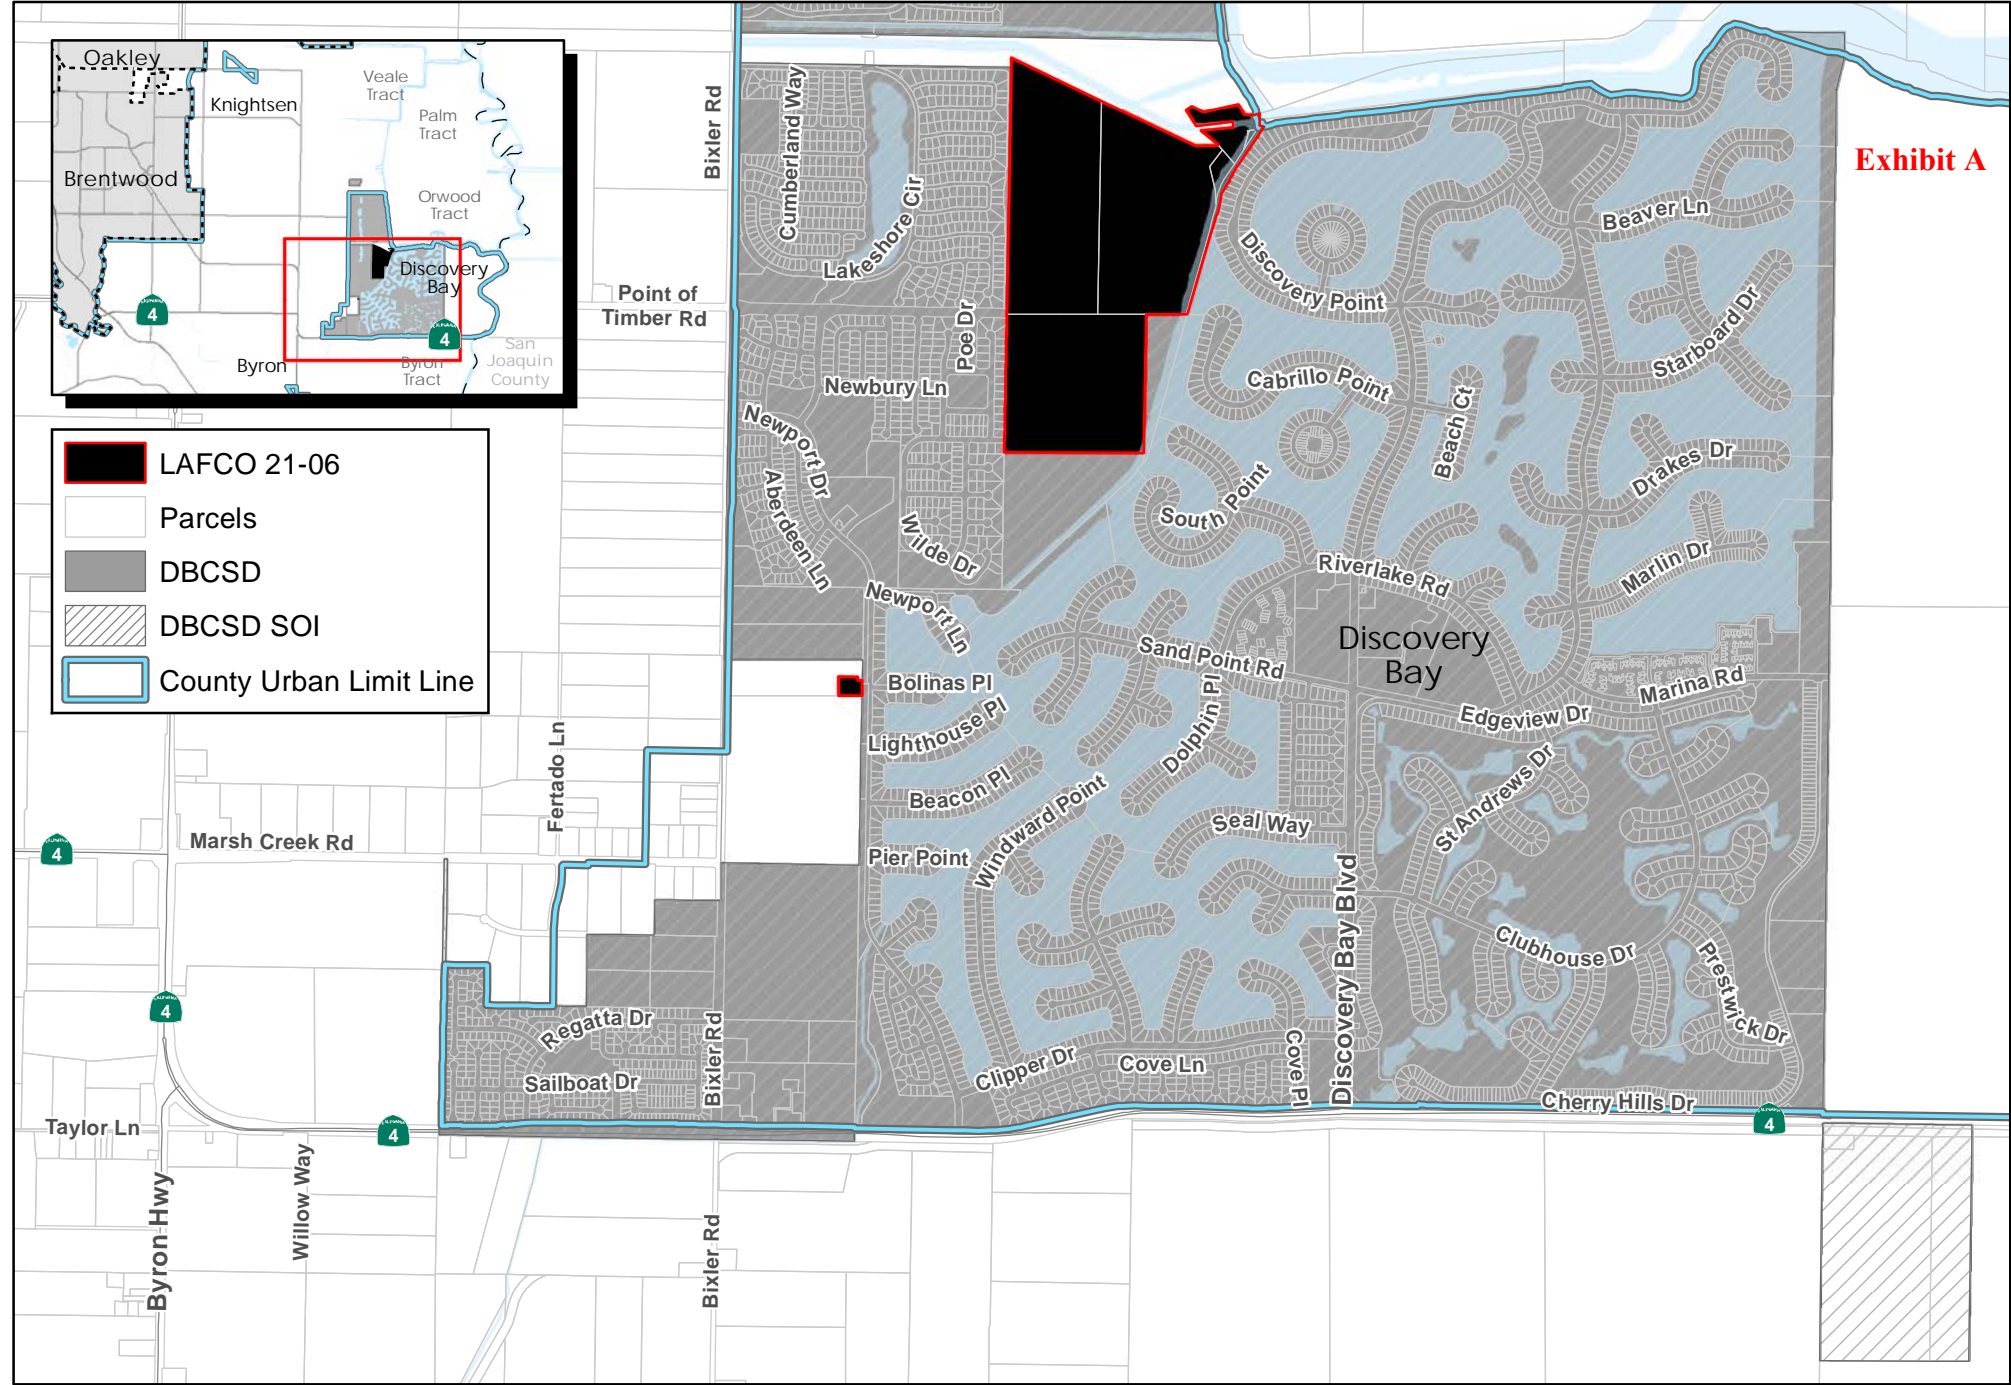 Exhibit A
Oakley
Knightsen
Veale
Tract
Palm
Tract
Brentwood
Orwood
Tract
Discovery
Bay
4
4
Byron
Byron
Tract
San
Joaquin
County
LAFCO 21-06
Parcels
DBCSD
DBCSD SOI
County Urban Limit Line
Bixler Rd
Cumberland Way
Lakeshore Cir
Point of
Timber Rd
Poe Dr
Newbury Ln
Newport Dr
Aberdeen Ln
Wilde Dr
Newport Ln
Discovery Point
Cabrillo Point
Beach Ct
South Point
Beaver Ln
Starboard Dr
Drakes Dr
Marlin Dr
Riverlake Rd
Discovery
Bay
Sand Point Rd
Dolphin Pl
Bolinas Pl
Lighthouse Pl
Beacon Pl
Windward Point
Pier Point
Seal Way
Edgeview Dr
Marina Rd
St Andrews Dr
Clubhouse Dr
Prestwick Dr
Discovery Bay Blvd
Fertado Ln
Marsh Creek Rd
4
4
Regatta Dr
Sailboat Dr
Bixler Rd
Clipper Dr
Cove Ln
Cove Pl
Cherry Hills Dr
4
4
Taylor Ln
Byron Hwy
Willow Way
Bixler Rd